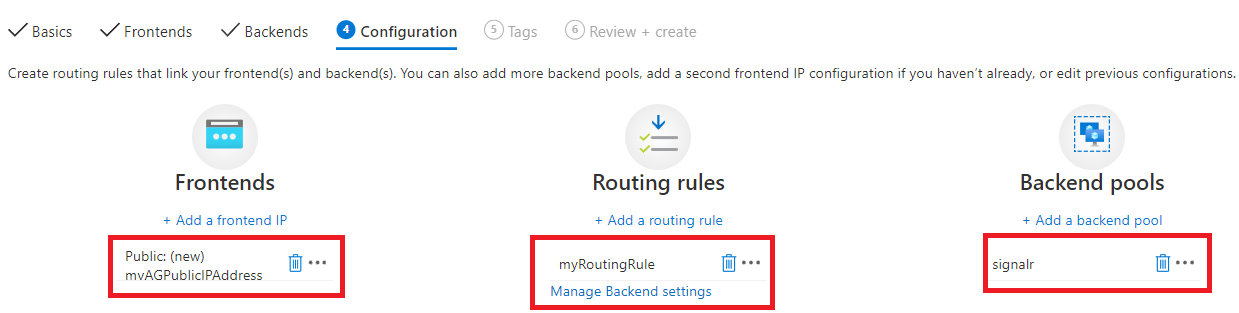 Basics Frontends Backends 4 Configuration 5 Tags 6 Review + create
Create routing rules that link your frontend(s) and backend(s). You can also add more backend pools, add a second frontend IP configuration if you haven't already, or edit previous configurations.
Frontends
+ Add a frontend IP
Public: (new)
mvAGPublicIPAddress
Routing rules
+ Add a routing rule
myRoutingRule
Manage Backend settings
Backend pools
+ Add a backend pool
signalr